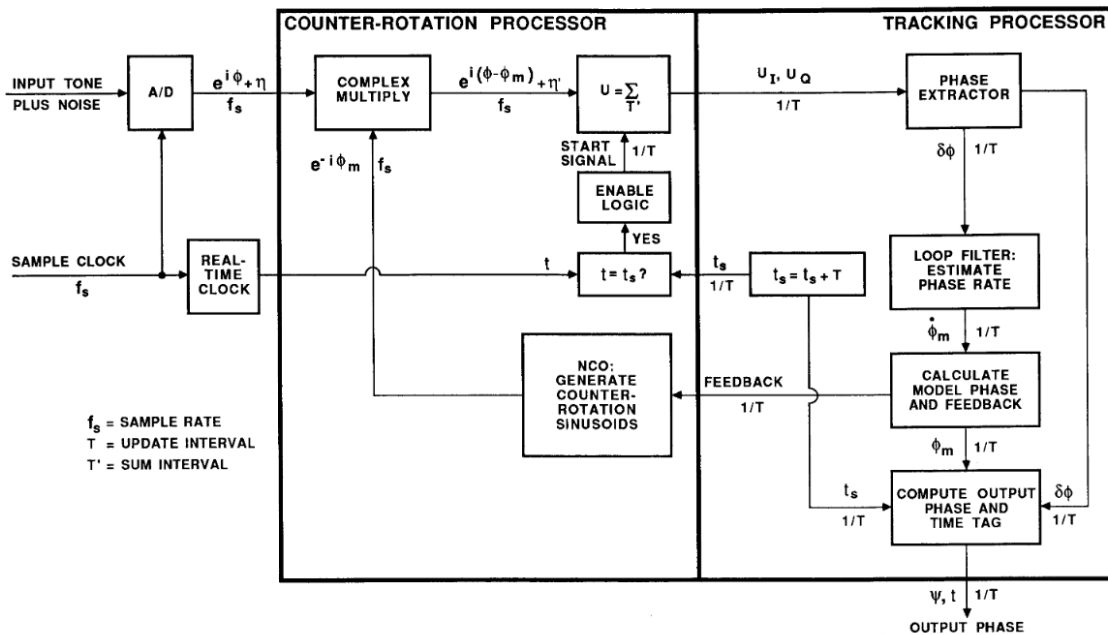 COUNTER-ROTATION PROCESSOR
TRACKING PROCESSOR
INPUT TONE
PLUS NOISE
A/D
e^{iϕ}+η
f_s
COMPLEX
MULTIPLY
e^{i(ϕ-ϕ_m)}+η'
f_s
U=∑
T'
U_I, U_Q
1/T
PHASE
EXTRACTOR
e^{-iϕ_m}
f_s
START
SIGNAL
1/T
δϕ
1/T
ENABLE
LOGIC
YES
SAMPLE CLOCK
f_s
REAL-
TIME
CLOCK
t
t=t_s?
t_s
1/T
t_s=t_s+T
LOOP FILTER:
ESTIMATE
PHASE RATE
ϕ̇_m
1/T
NCO:
GENERATE
COUNTER-
ROTATION
SINUSOIDS
FEEDBACK
1/T
CALCULATE
MODEL PHASE
AND FEEDBACK
f_s = SAMPLE RATE
T = UPDATE INTERVAL
T' = SUM INTERVAL
ϕ_m
1/T
t_s
1/T
COMPUTE OUTPUT
PHASE AND
TIME TAG
δϕ
1/T
ψ, t
1/T
OUTPUT PHASE